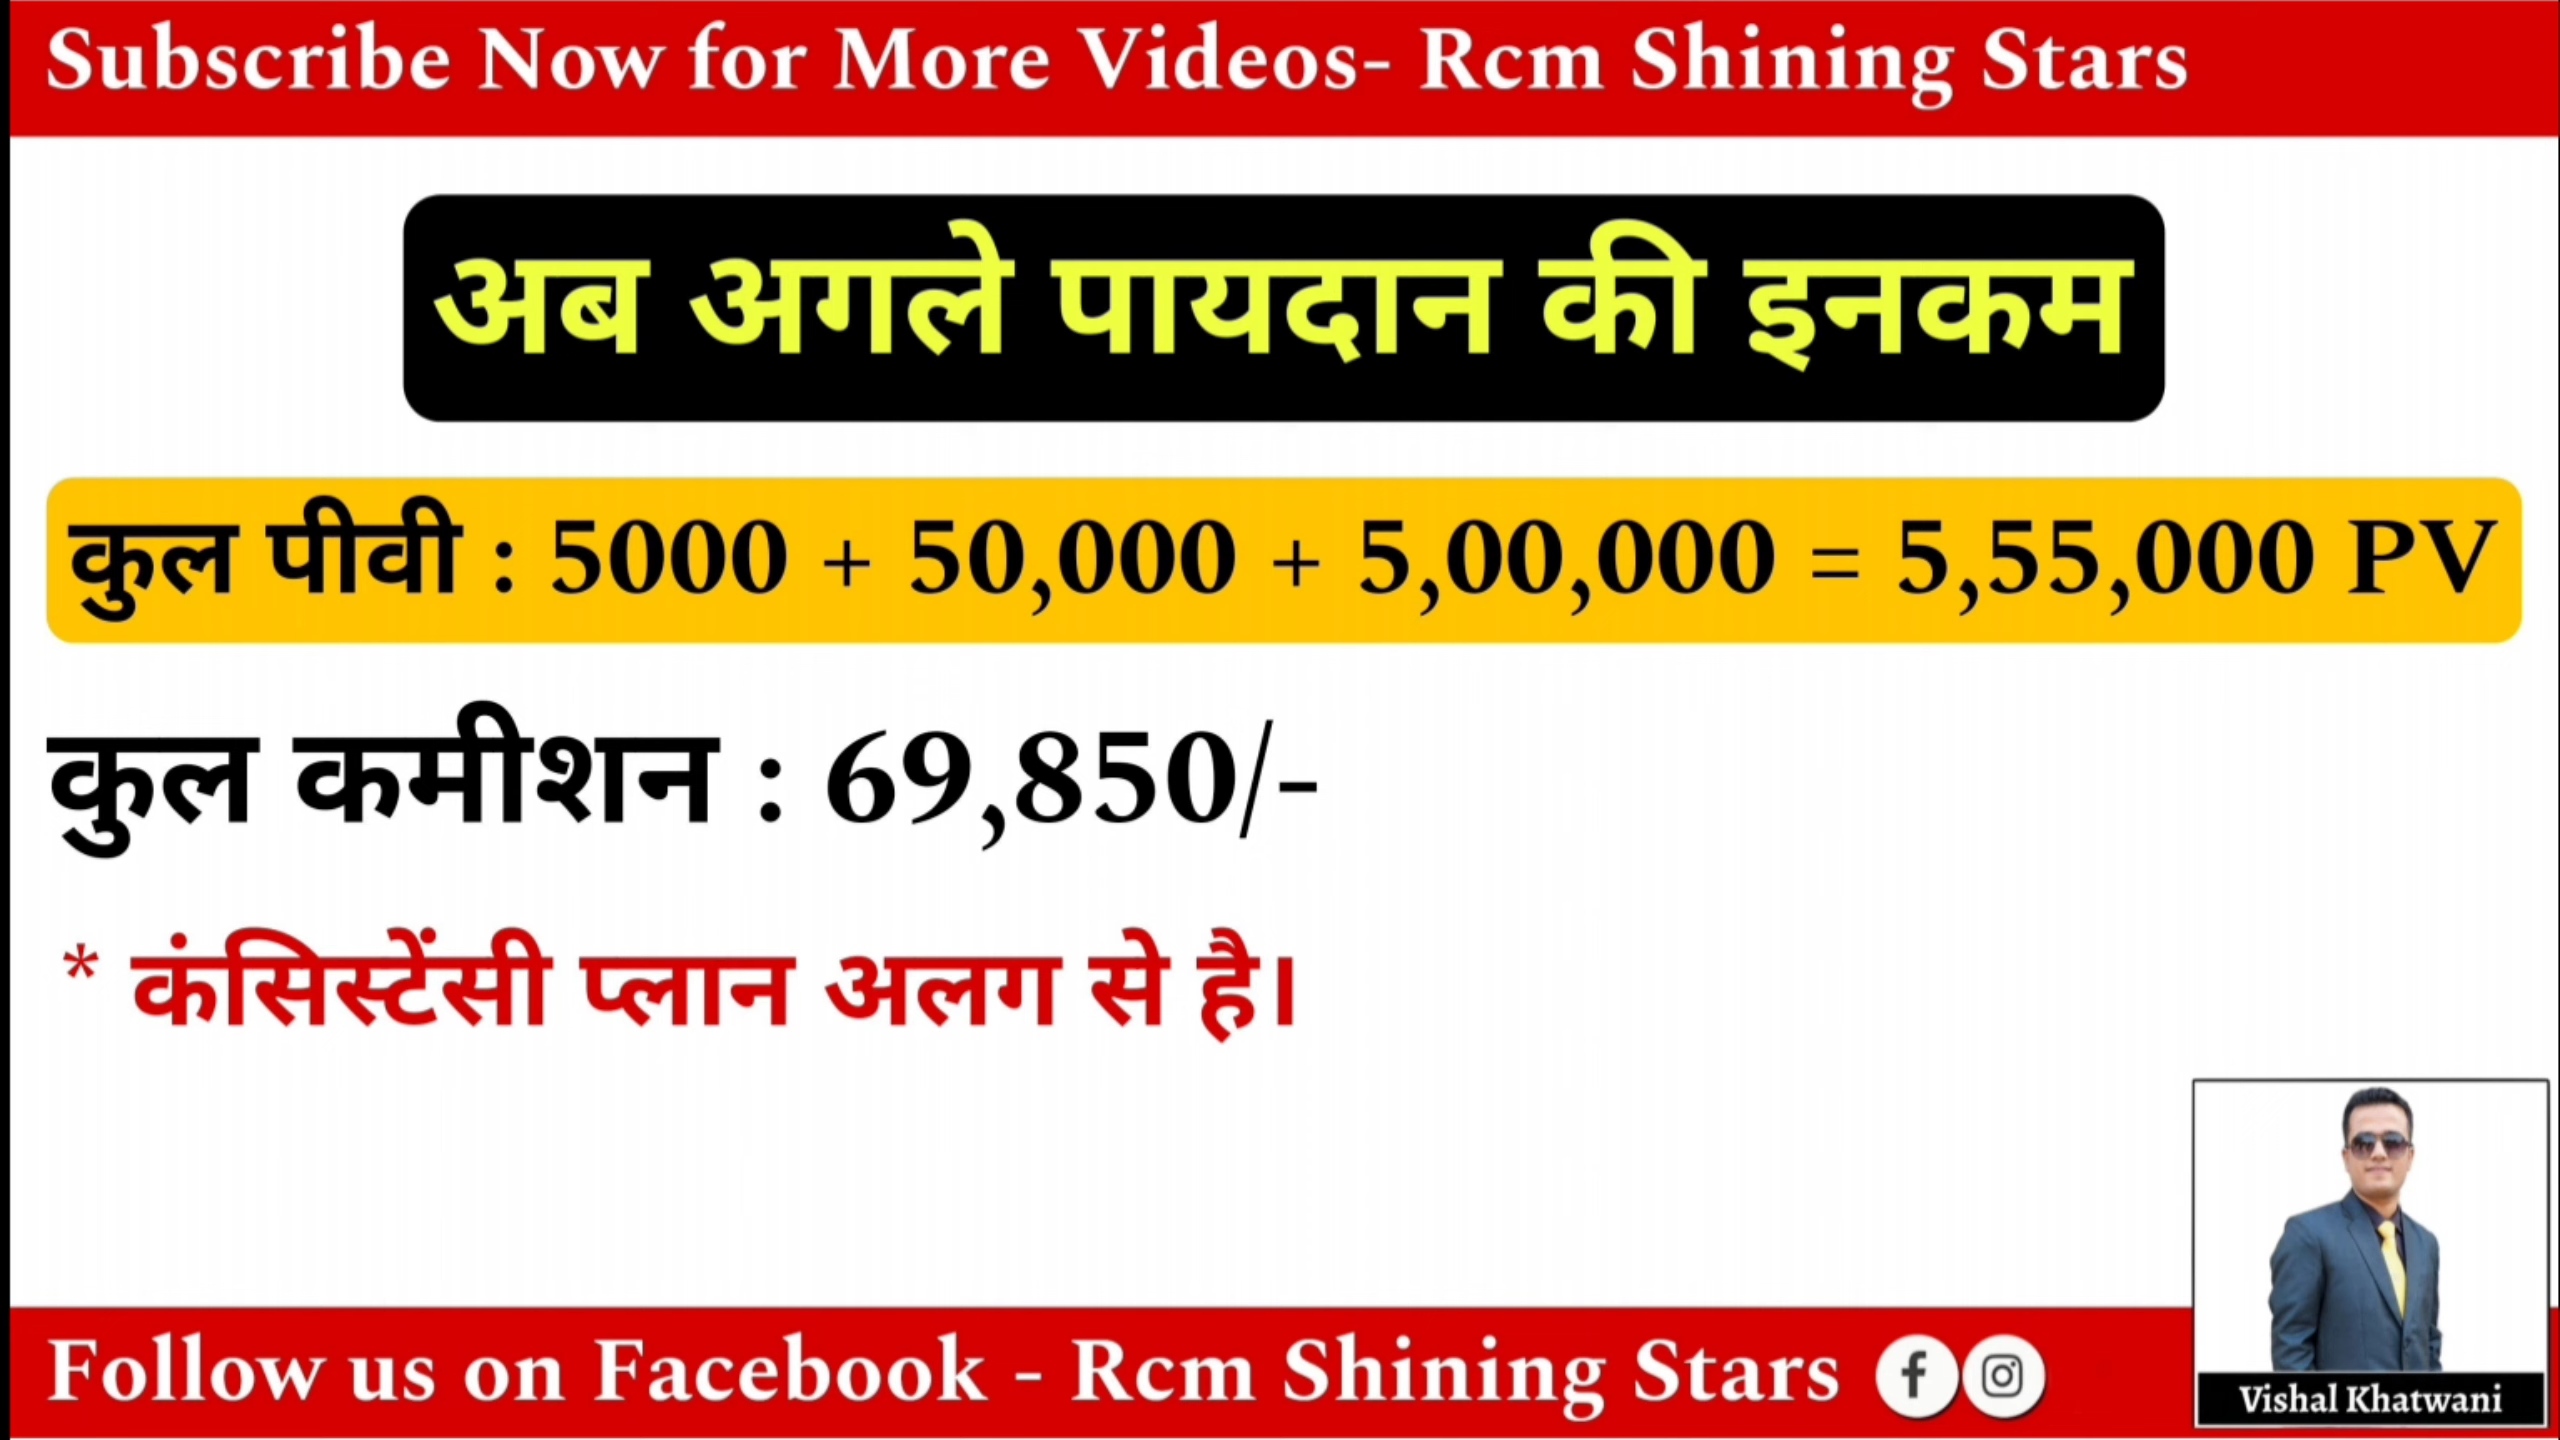 Subscribe Now for More Videos- Rcm Shining Stars
अब अगले पायदान की इनकम
कुल पीवी : 5000 + 50,000 + 5,00,000 = 5,55,000 PV
कुल कमीशन : 69,850/-
* कंसिस्टेंसी प्लान अलग से है।
Follow us on Facebook - Rcm Shining Stars
Vishal Khatwani